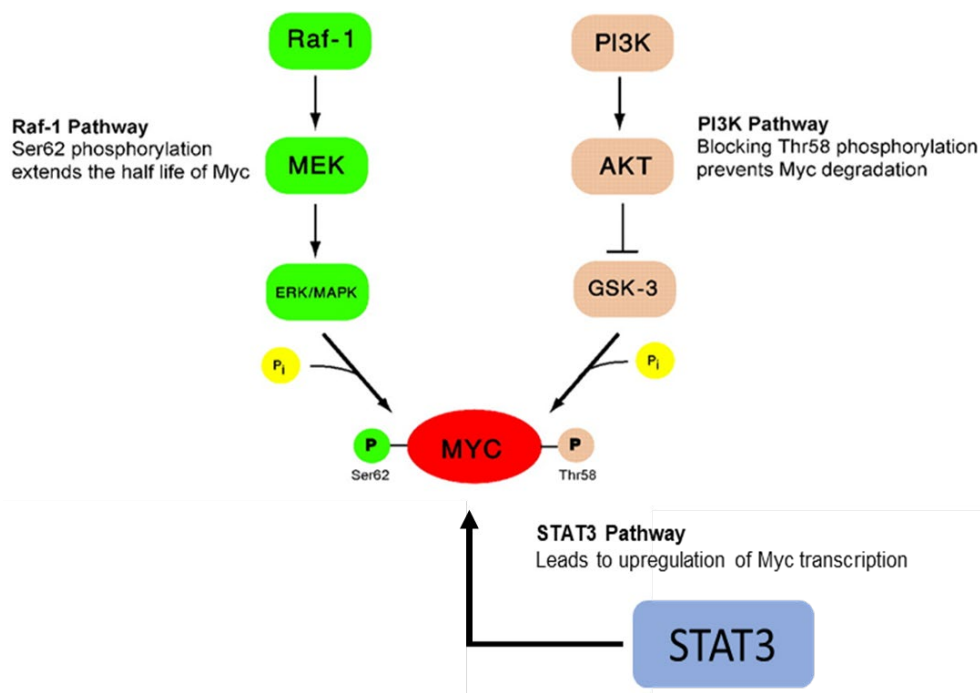 Raf-1
PI3K
Raf-1 Pathway
Ser62 phosphorylation
extends the half life of Myc
MEK
AKT
PI3K Pathway
Blocking Thr58 phosphorylation
prevents Myc degradation
ERK/MAPK
GSK-3
Pi
Pi
P
MYC
P
Ser62
Thr58
STAT3 Pathway
Leads to upregulation of Myc transcription
STAT3